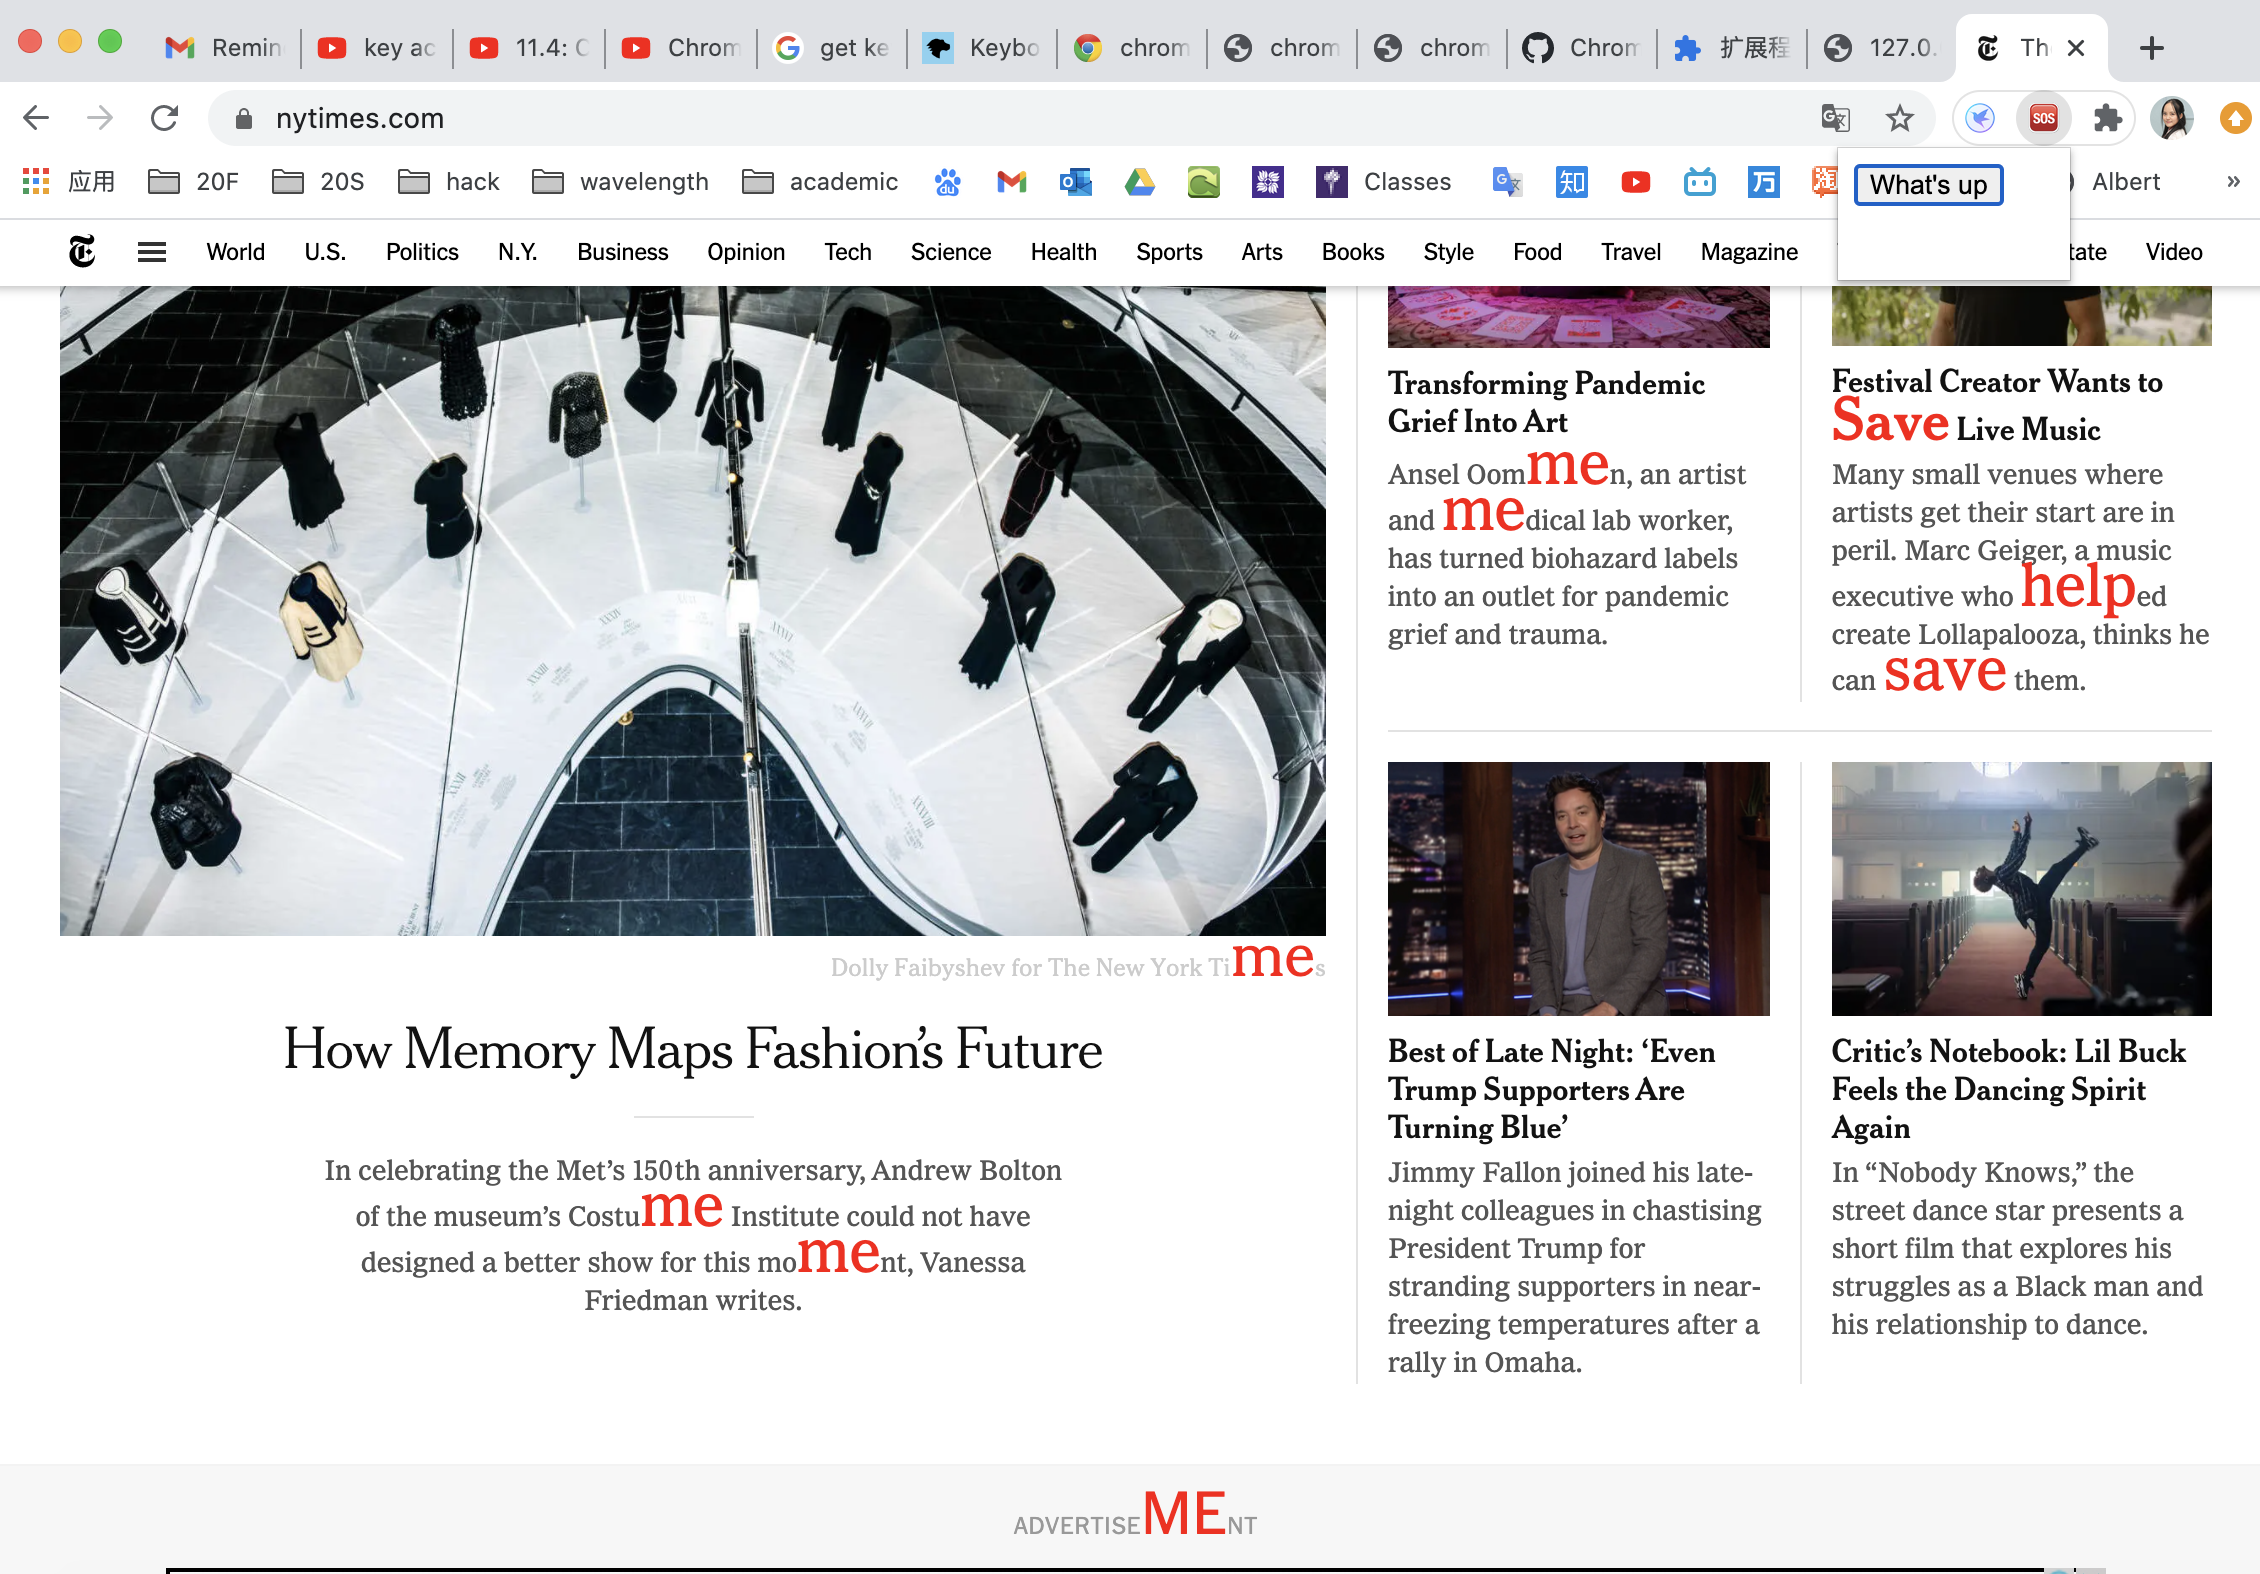 Remin
key ac
11.4: C
Chrom
get ke
Keybo
chrom
chrom
chrom
Chrom
扩展程
127.0.
Th
nytimes.com
SOS
应用
20F
20S
hack
wavelength
academic
du
知
万
淘
Classes
Albert
»
What's up
World
U.S.
Politics
N.Y.
Business
Opinion
Tech
Science
Health
Sports
Arts
Books
Style
Food
Travel
Magazine
tate
Video
Dolly Faibyshev for The New York Times
How Memory Maps Fashion’s Future
In celebrating the Met’s 150th anniversary, Andrew Bolton
of the museum’s Costume Institute could not have
designed a better show for this moment, Vanessa
Friedman writes.
Transforming Pandemic
Grief Into Art
Ansel Oommen, an artist
and medical lab worker,
has turned biohazard labels
into an outlet for pandemic
grief and trauma.
Festival Creator Wants to
Save Live Music
Many small venues where
artists get their start are in
peril. Marc Geiger, a music
executive who helped
create Lollapalooza, thinks he
can save them.
Best of Late Night: ‘Even
Trump Supporters Are
Turning Blue’
Jimmy Fallon joined his late-
night colleagues in chastising
President Trump for
stranding supporters in near-
freezing temperatures after a
rally in Omaha.
Critic’s Notebook: Lil Buck
Feels the Dancing Spirit
Again
In “Nobody Knows,” the
street dance star presents a
short film that explores his
struggles as a Black man and
his relationship to dance.
ADVERTISEMENT